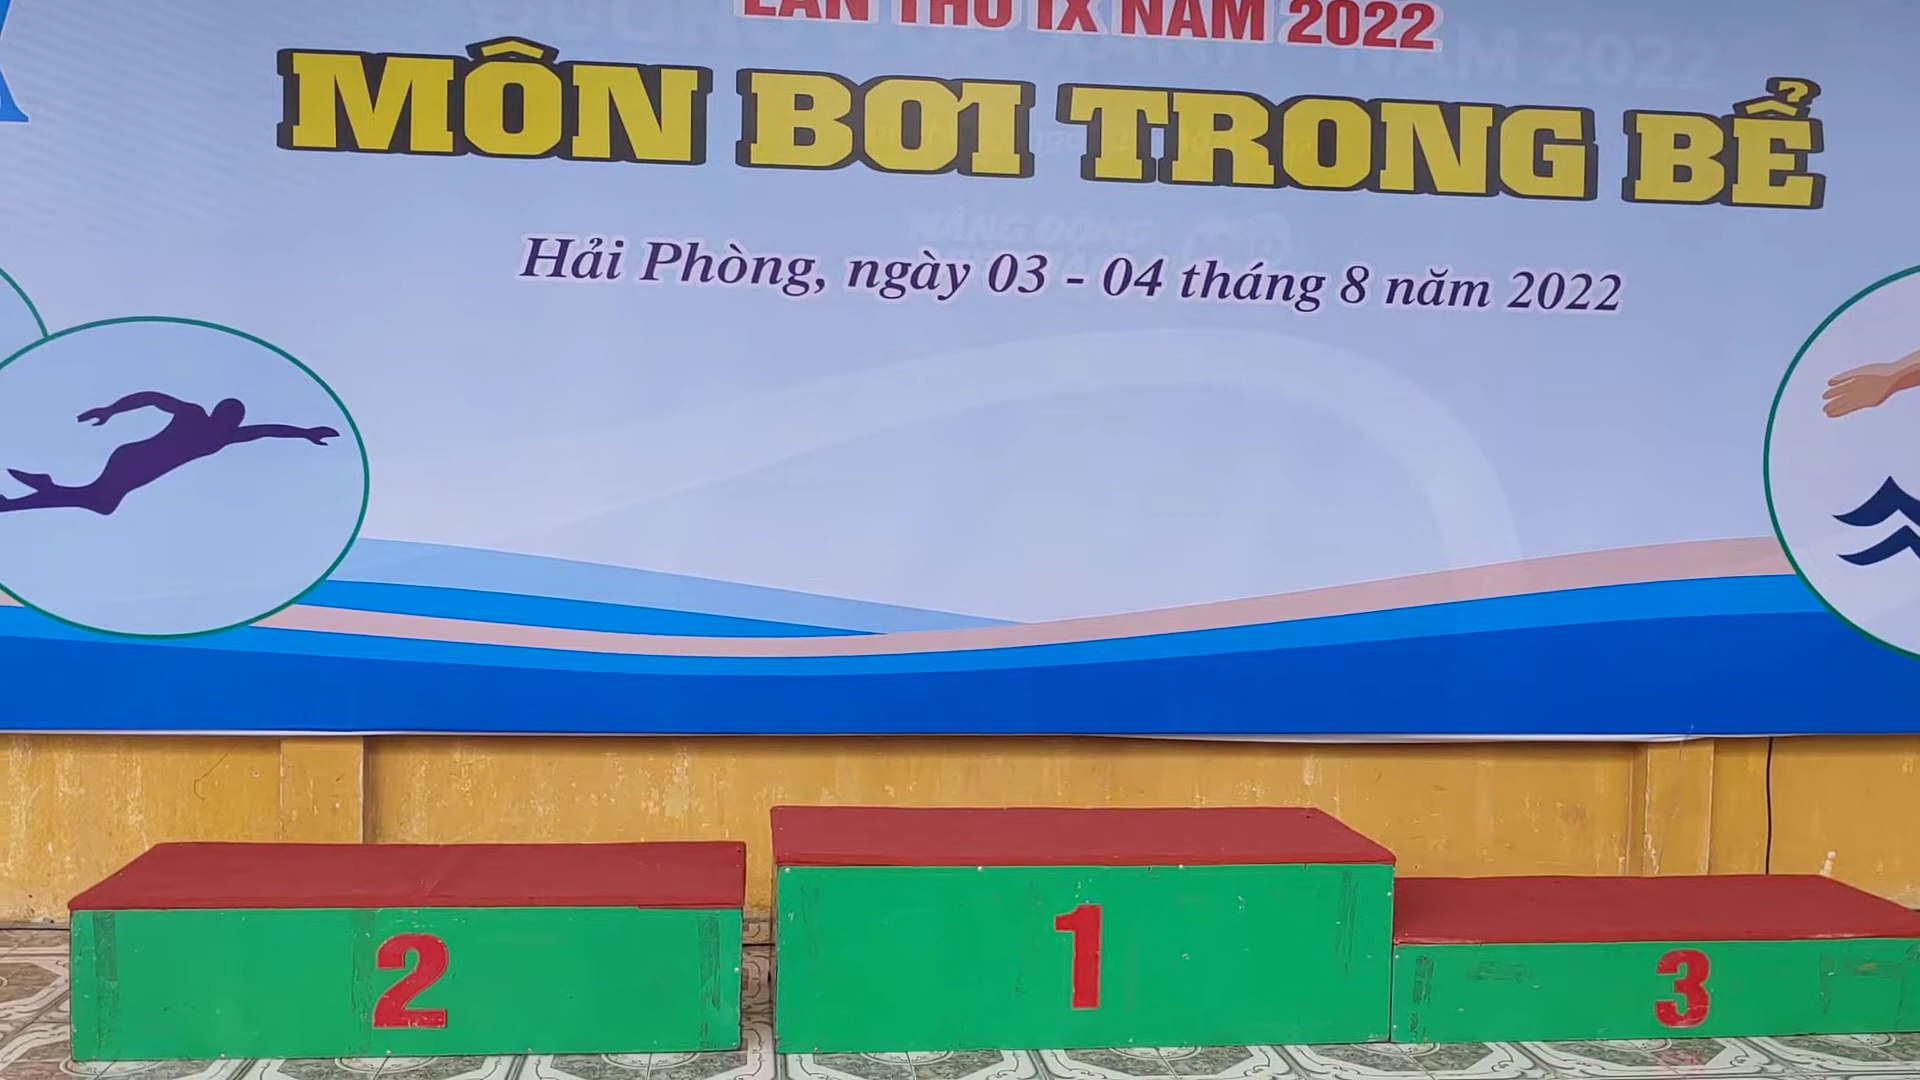 LẦN THỨ IX NĂM 2022
MÔN BƠI TRONG BỂ
Hải Phòng, ngày 03 - 04 tháng 8 năm 2022
2
1
3